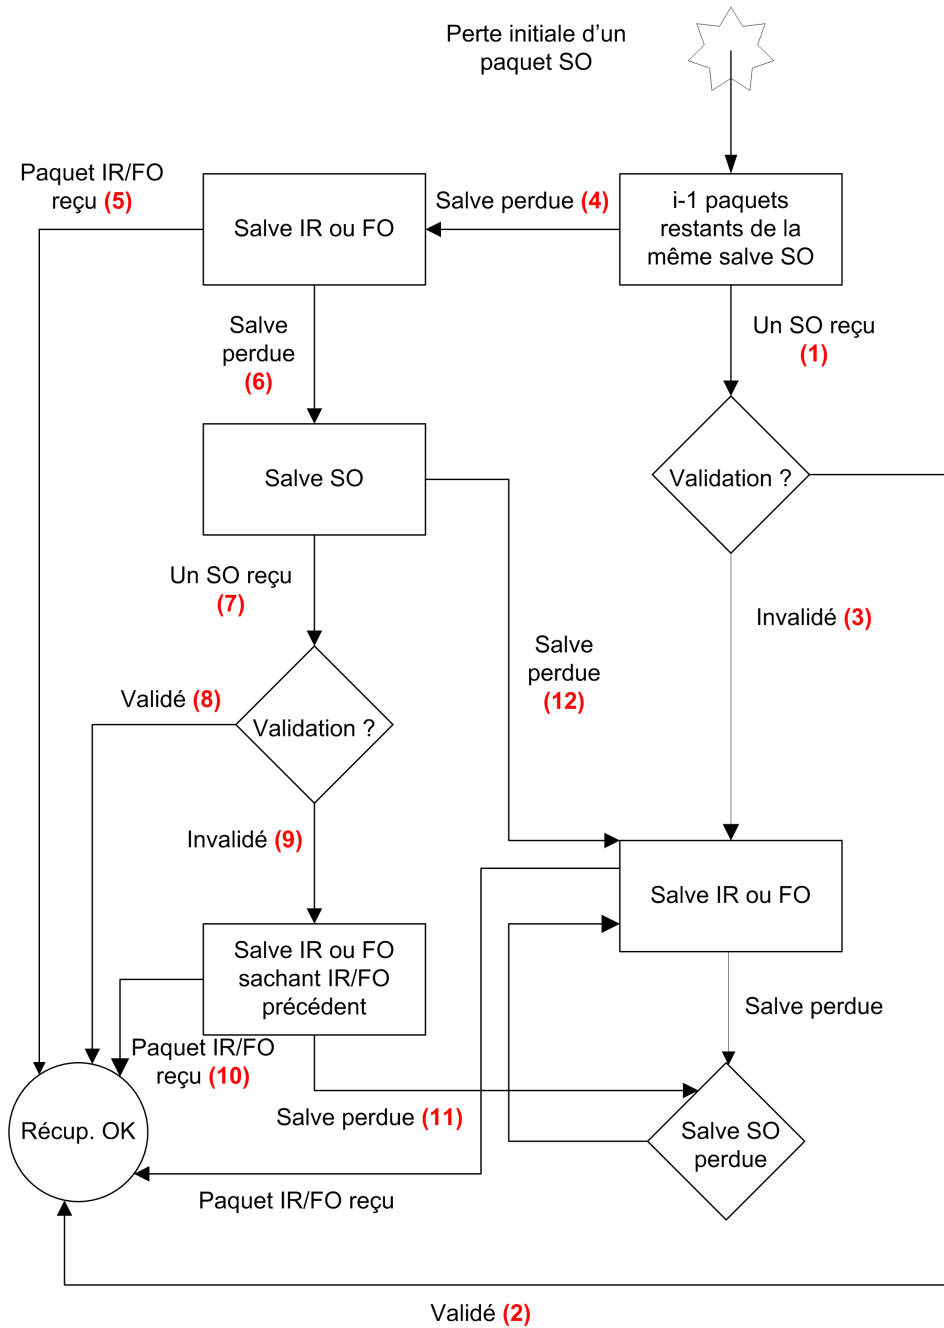 Perte initiale d'un
paquet SO
Paquet IR/FO
reçu (5)
Salve IR ou FO
Salve perdue (4)
i-1 paquets
restants de la
même salve SO
Salve
perdue
(6)
Un SO reçu
(1)
Salve SO
Validation ?
Un SO reçu
(7)
Invalidé (3)
Salve
perdue
(12)
Validé (8)
Validation ?
Invalidé (9)
Salve IR ou FO
Salve IR ou FO
sachant IR/FO
précédent
Salve perdue
Paquet IR/FO
reçu (10)
Salve perdue (11)
Récup. OK
Salve SO
perdue
Paquet IR/FO reçu
Validé (2)